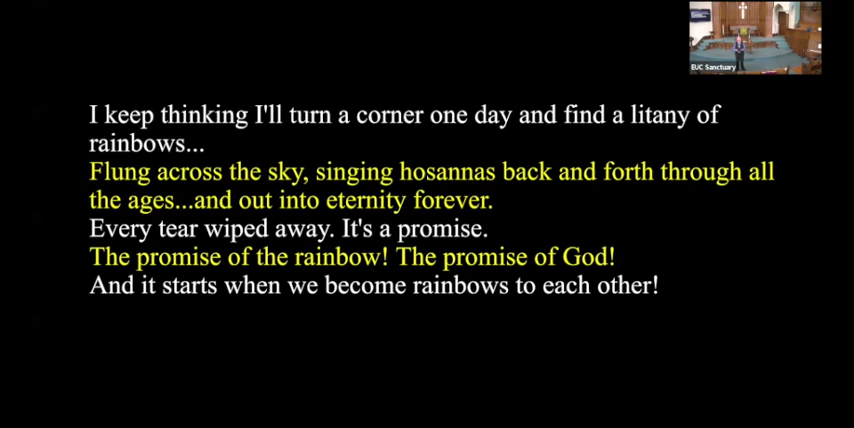 EUC Sanctuary
I keep thinking I'll turn a corner one day and find a litany of
rainbows...
Flung across the sky, singing hosannas back and forth through all
the ages...and out into eternity forever.
Every tear wiped away. It's a promise.
The promise of the rainbow! The promise of God!
And it starts when we become rainbows to each other!